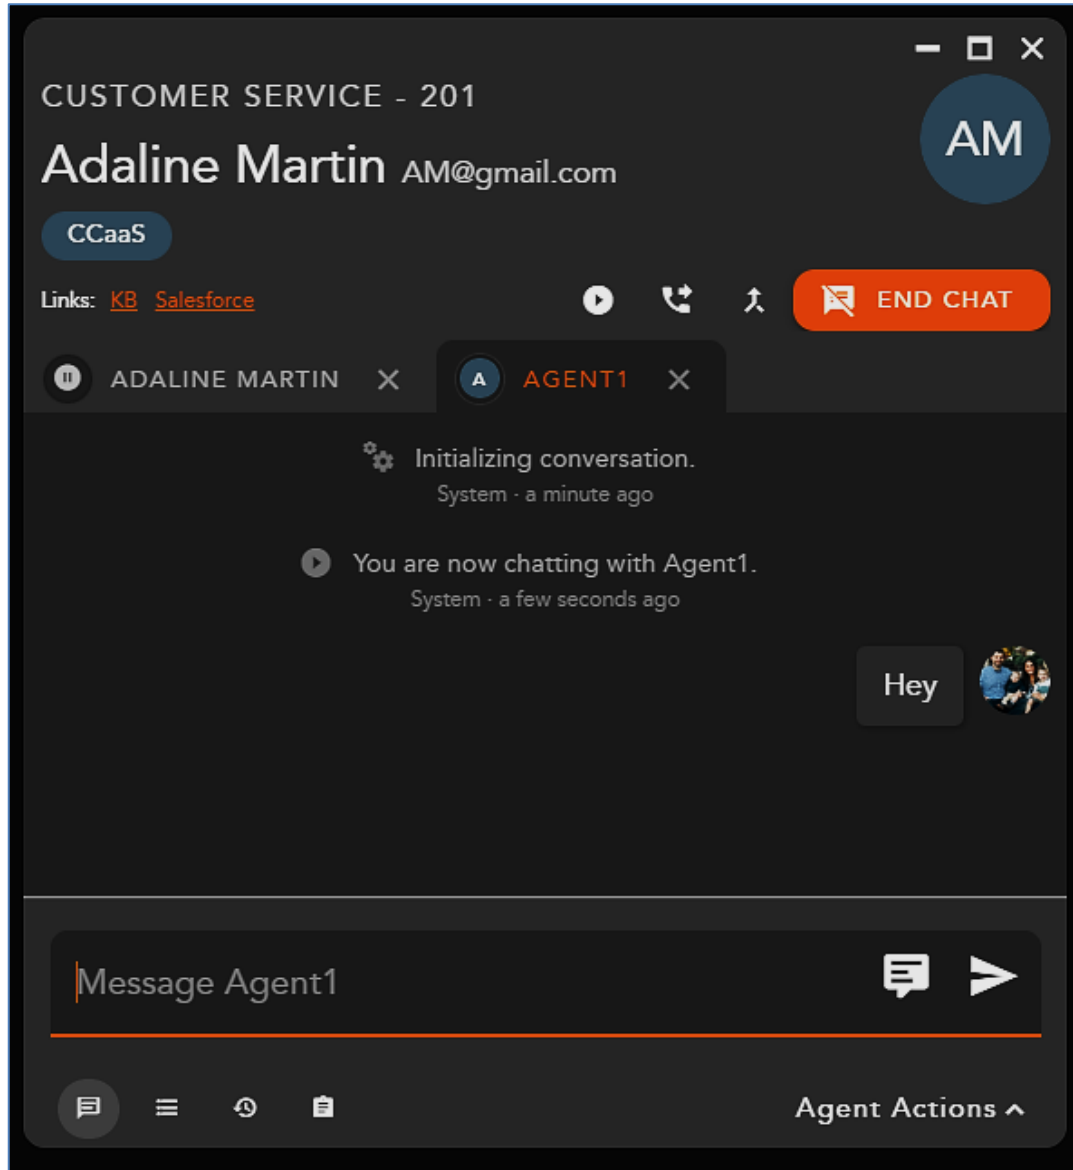 CUSTOMER SERVICE - 201
Adaline Martin AM@gmail.com
AM
CCaaS
Links: KB Salesforce
END CHAT
ADALINE MARTIN
A AGENT1
Initializing conversation.
System · a minute ago
You are now chatting with Agent1.
System · a few seconds ago
Hey
Message Agent1
Agent Actions